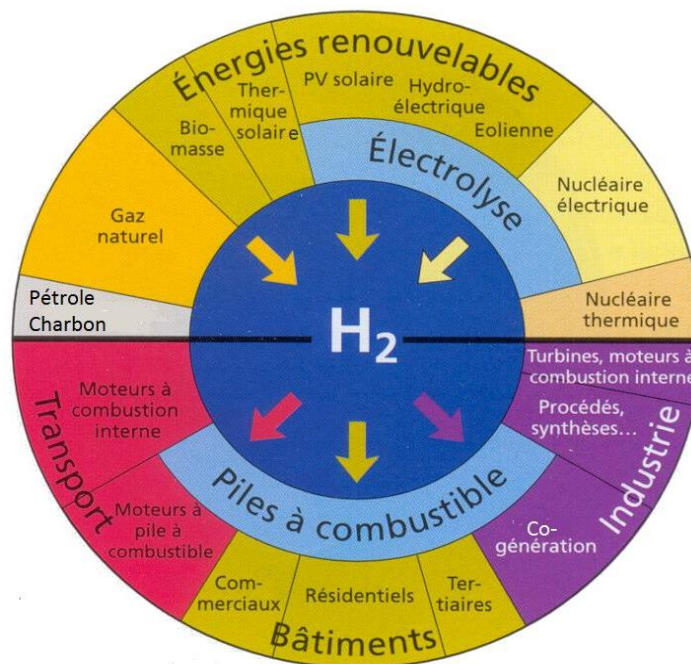 Énergies renouvelables
PV solaire
Hydro-
électrique
Eolienne
Ther-
mique
solaire
Bio-
masse
Électrolyse
Gaz
naturel
Nucléaire
électrique
Pétrole
Charbon
Nucléaire
thermique
H2
Transport
Moteurs à
combustion
interne
Moteurs à
pile à
combustible
Piles à combustible
Turbines, moteurs à
combustion interne
Procédés,
synthèses...
Industrie
Co-
génération
Com-
merciaux
Résidentiels
Ter-
tiaires
Bâtiments